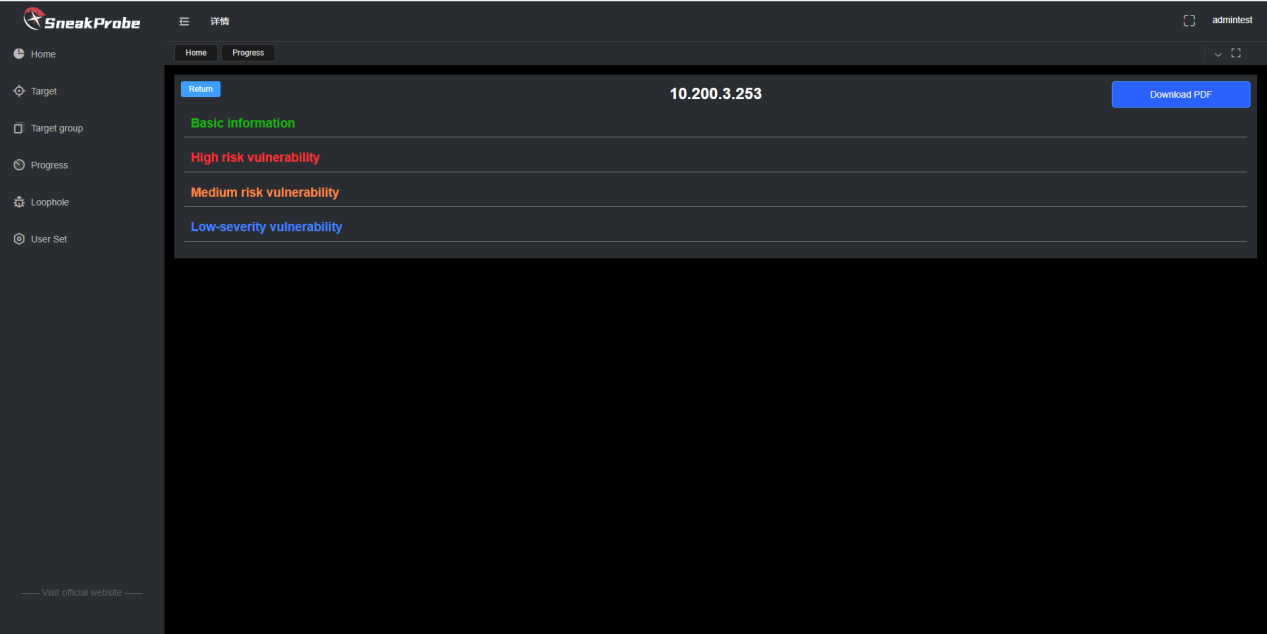 SneakProbe
详情
admintest
Home
Target
Target group
Progress
Loophole
User Set
—— Visit official website ——
Home
Progress
Return
10.200.3.253
Download PDF
Basic information
High risk vulnerability
Medium risk vulnerability
Low-severity vulnerability